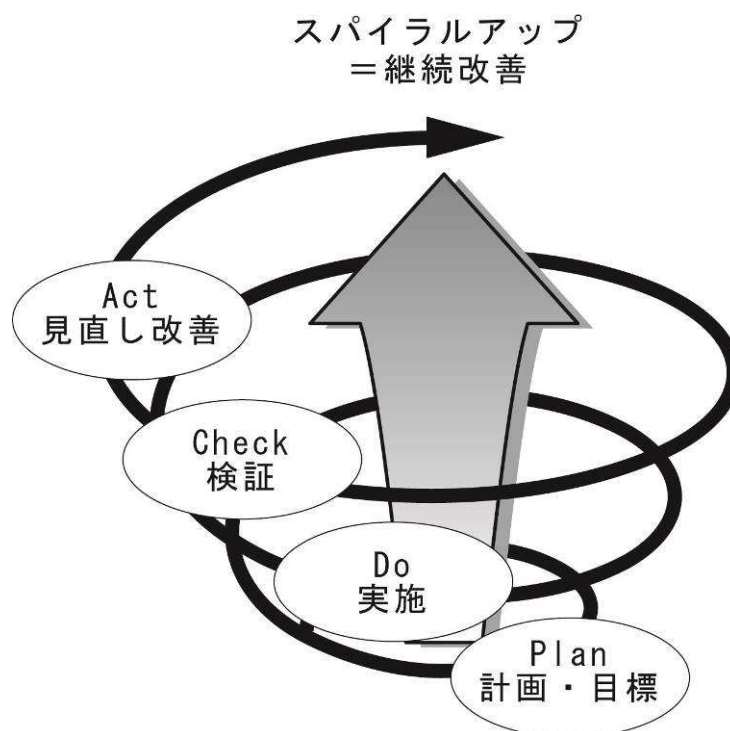 スパイラルアップ
＝継続改善
Act
見直し改善
Check
検証
Do
実施
Plan
計画・目標